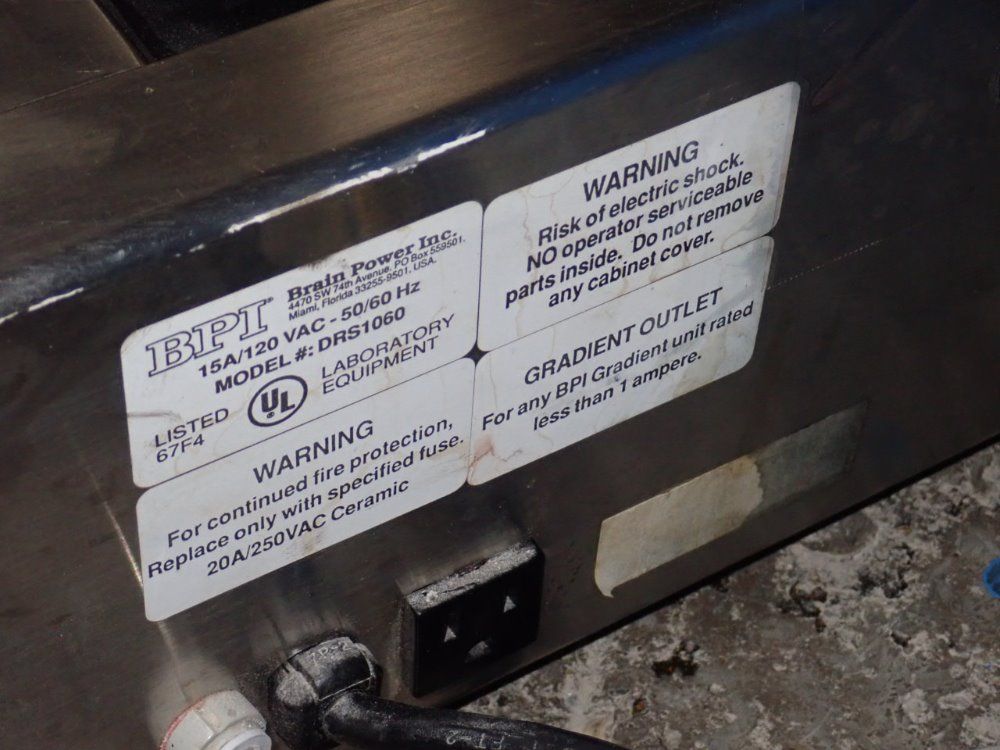 BPI®
Brain Power Inc.
4470 SW 74th Avenue, PO Box 559501.
Miami, Florida 33255-9501, USA.
15A/120 VAC - 50/60 Hz
MODEL #: DRS1060
LISTED
67F4
UL
LABORATORY
EQUIPMENT
WARNING
Risk of electric shock.
NO operator serviceable
parts inside. Do not remove
any cabinet cover.
WARNING
For continued fire protection,
Replace only with specified fuse.
20A/250VAC Ceramic
GRADIENT OUTLET
For any BPI Gradient unit rated
less than 1 ampere.